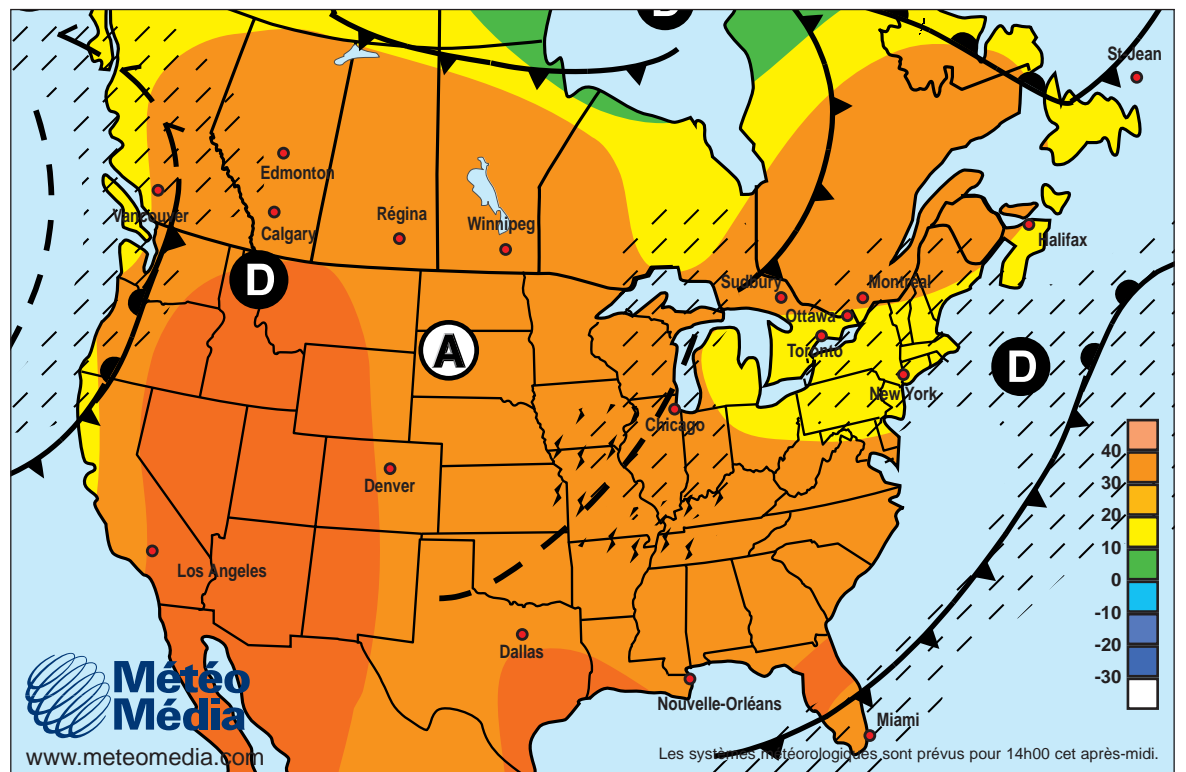 D
St-Jean
Edmonton
Vancouver
Calgary
Régina
Winnipeg
Halifax
D
Sudbury
Montréal
Ottawa
Toronto
A
D
New York
Chicago
Denver
40
30
20
10
0
-10
-20
-30
Los Angeles
Dallas
Nouvelle-Orléans
Miami
Météo
Média
www.meteomedia.com
Les systèmes météorologiques sont prévus pour 14h00 cet après-midi.